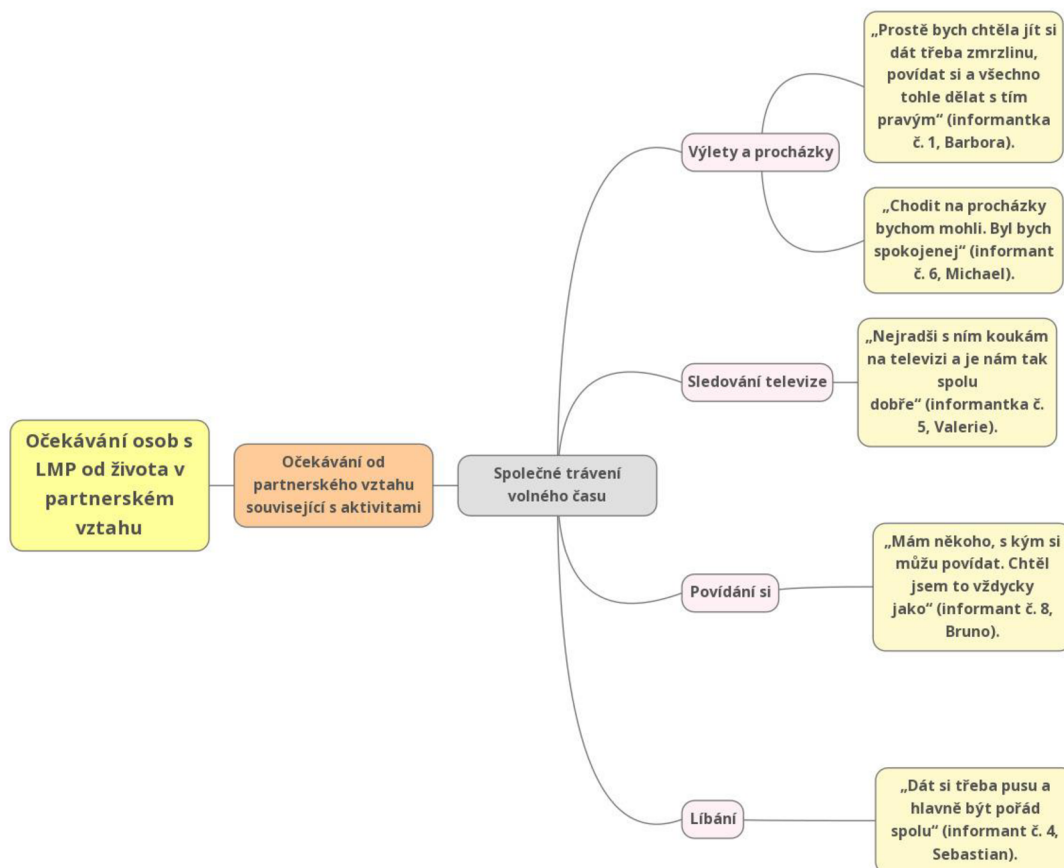 Očekávání osob s
LMP od života v
partnerském
vztahu
Očekávání od
partnerského vztahu
související s aktivitami
Společné trávení
volného času
Výlety a procházky
„Prostě bych chtěla jít si
dát třeba zmrzlinu,
povídat si a všechno
tohle dělat s tím
pravým“ (informantka
č. 1, Barbora).
„Chodit na procházky
bychom mohli. Byl bych
spokojenej“ (informant
č. 6, Michael).
Sledování televize
„Nejradši s ním koukám
na televizi a je nám tak
spolu
dobře“ (informantka č.
5, Valerie).
Povídání si
„Mám někoho, s kým si
můžu povídat. Chtěl
jsem to vždycky
jako“ (informant č. 8,
Bruno).
Líbání
„Dát si třeba pusu a
hlavně být pořád
spolu“ (informant č. 4,
Sebastian).